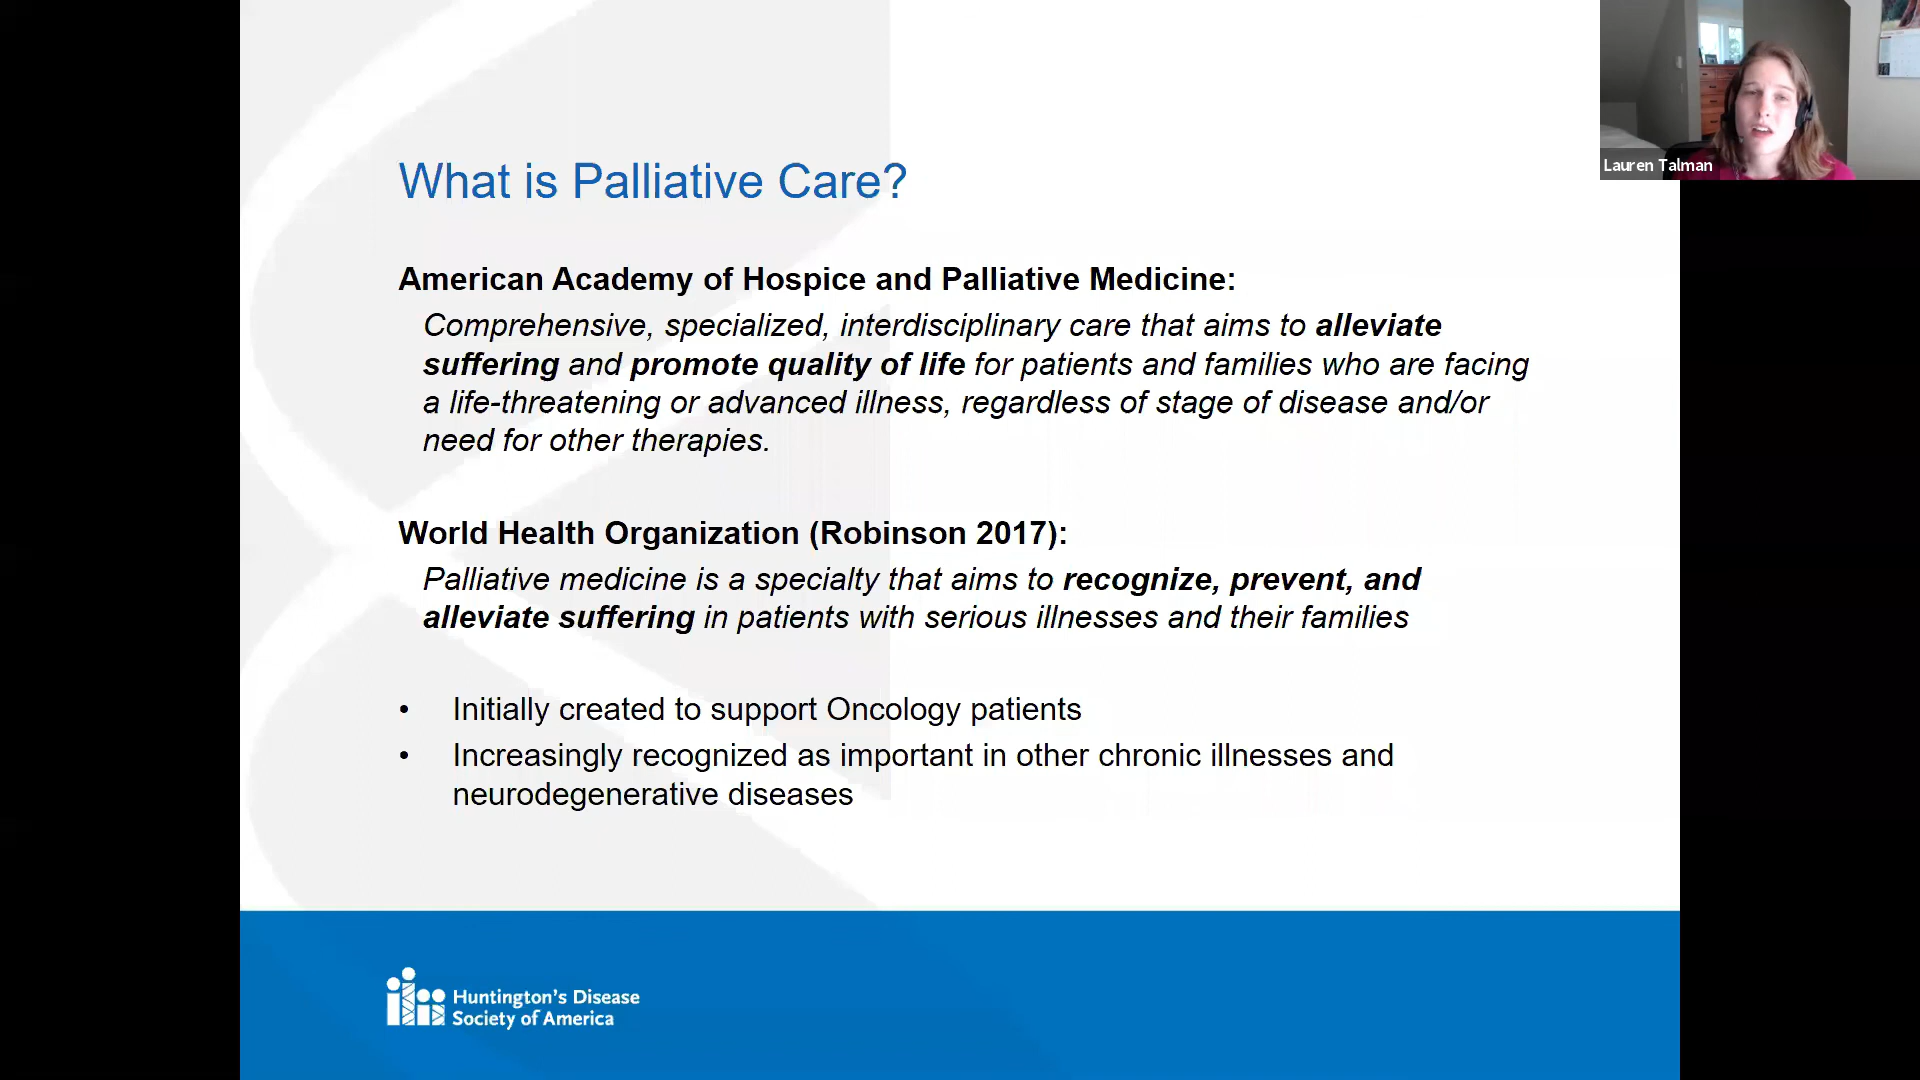 What is Palliative Care?
American Academy of Hospice and Palliative Medicine:
Comprehensive, specialized, interdisciplinary care that aims to alleviate
suffering and promote quality of life for patients and families who are facing
a life-threatening or advanced illness, regardless of stage of disease and/or
need for other therapies.
World Health Organization (Robinson 2017):
Palliative medicine is a specialty that aims to recognize, prevent, and
alleviate suffering in patients with serious illnesses and their families
• Initially created to support Oncology patients
• Increasingly recognized as important in other chronic illnesses and
neurodegenerative diseases
Huntington's Disease
Society of America
Lauren Talman